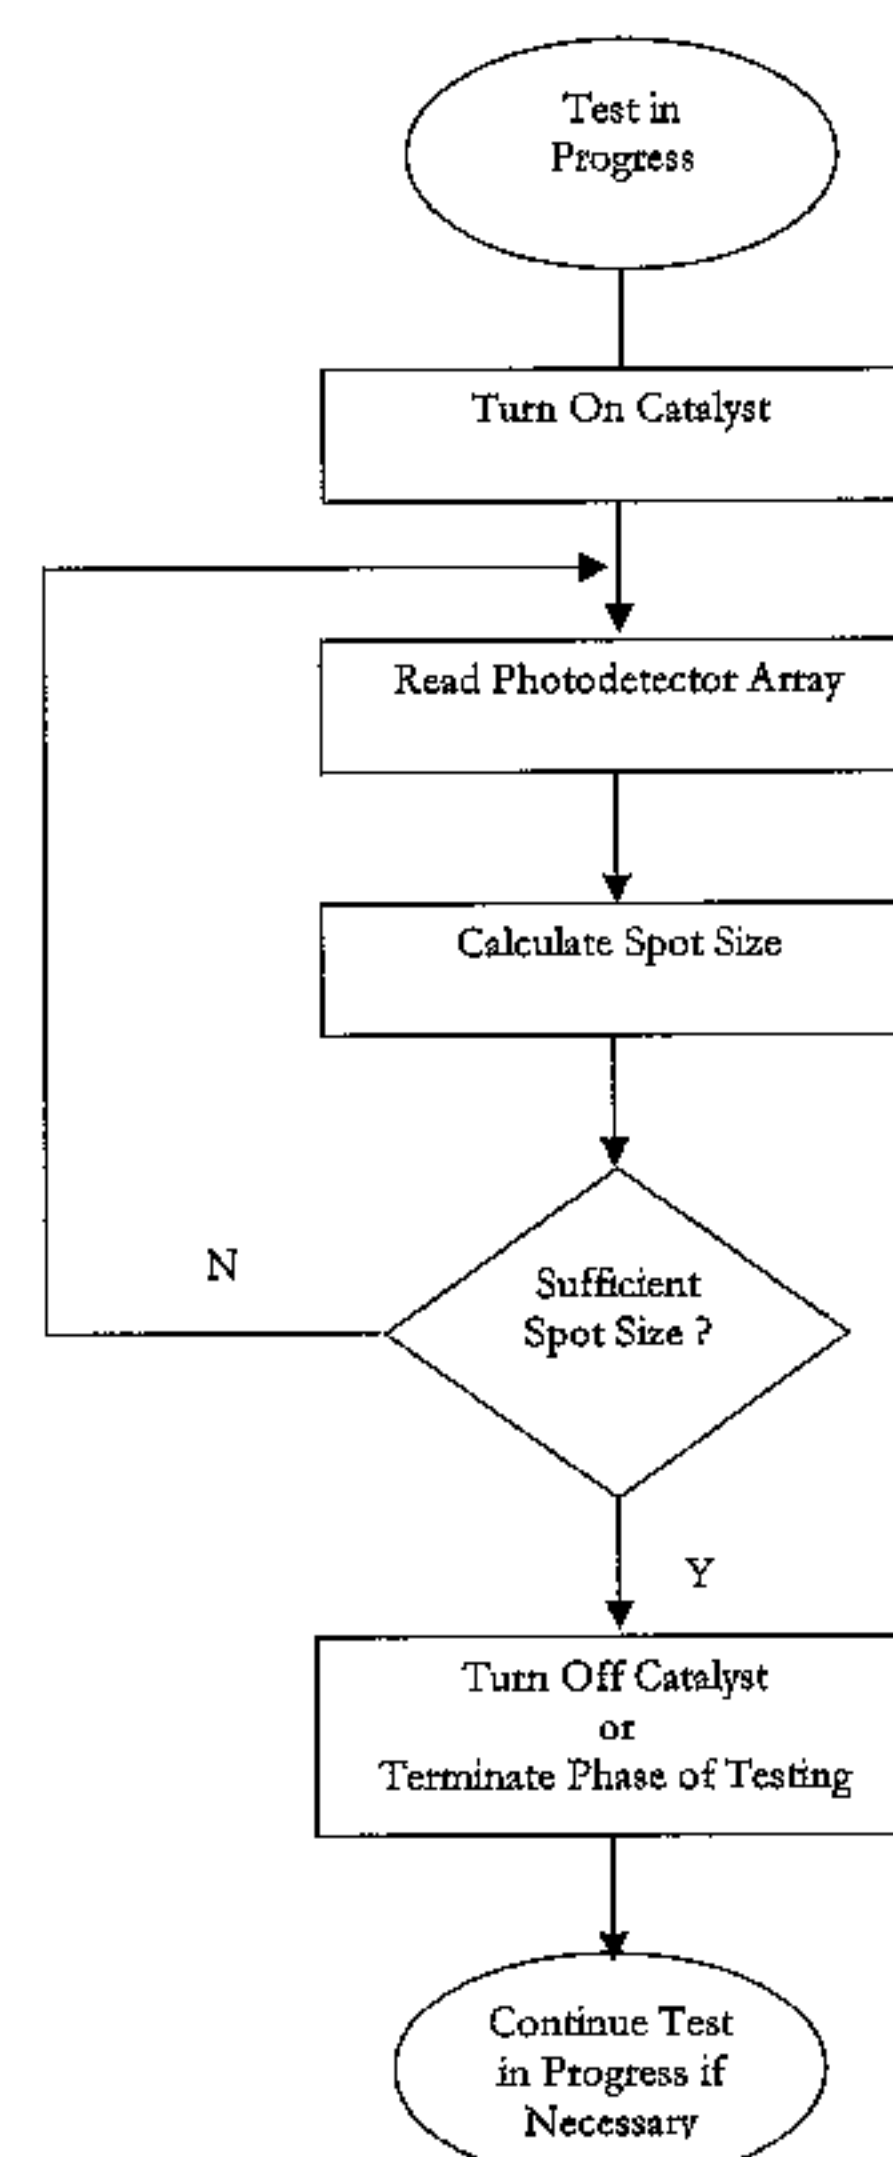 Test in
Progress
Turn On Catalyst
Read Photodetector Array
Calculate Spot Size
N
Sufficient
Spot Size ?
Y
Turn Off Catalyst
or
Terminate Phase of Testing
Continue Test
in Progress if
Necessary